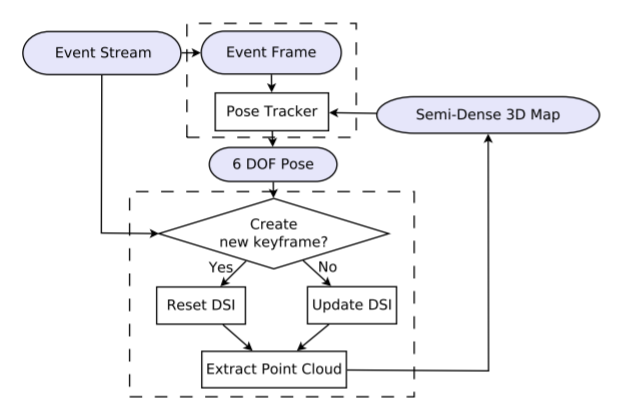 Event Stream
Event Frame
Pose Tracker
Semi-Dense 3D Map
6 DOF Pose
Create
new keyframe?
Yes
No
Reset DSI
Update DSI
Extract Point Cloud